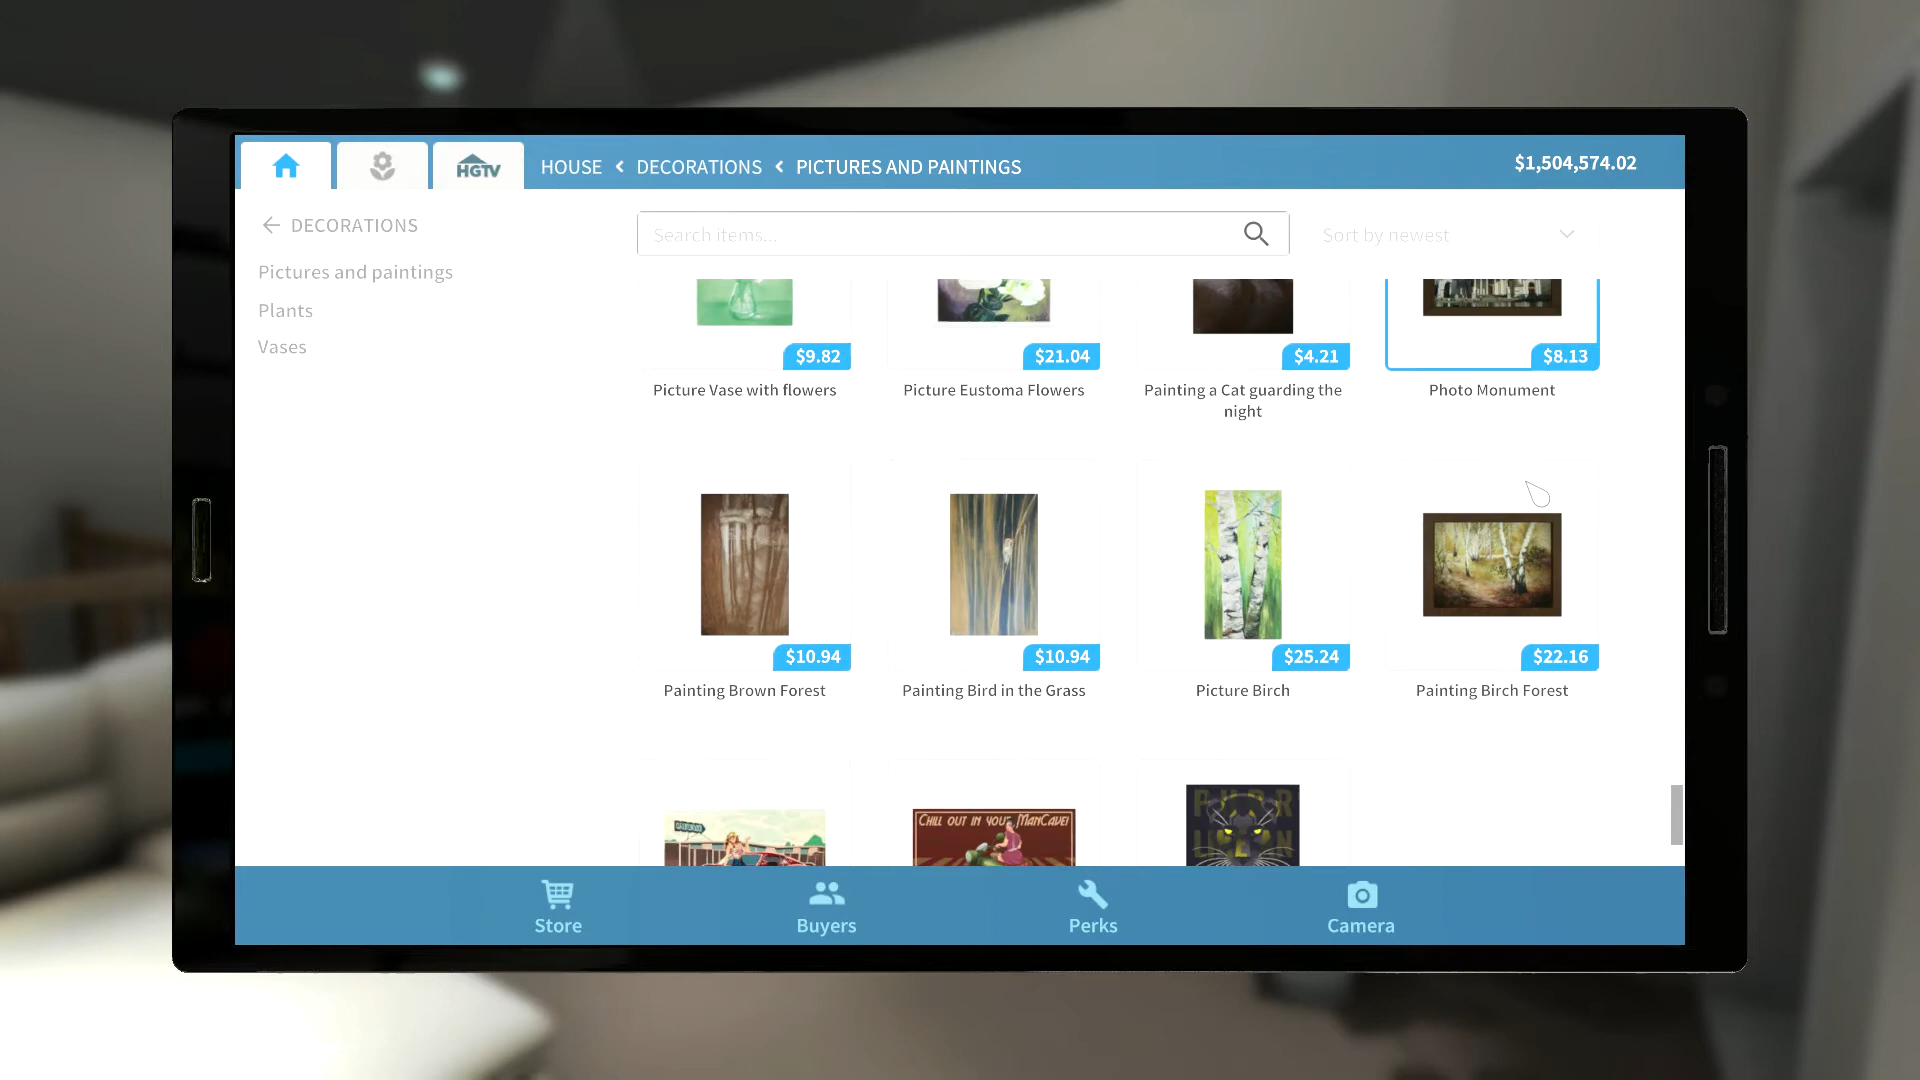 HGTV
HOUSE
DECORATIONS
PICTURES AND PAINTINGS
$1,504,574.02
DECORATIONS
Pictures and paintings
Plants
Vases
Search items...
Sort by newest
$9.82
$21.04
$4.21
$8.13
Picture Vase with flowers
Picture Eustoma Flowers
Painting a Cat guarding the
night
Photo Monument
$10.94
$10.94
$25.24
$22.16
Painting Brown Forest
Painting Bird in the Grass
Picture Birch
Painting Birch Forest
CHILL OUT IN YOUR MANCAVE!
PURR
Store
Buyers
Perks
Camera